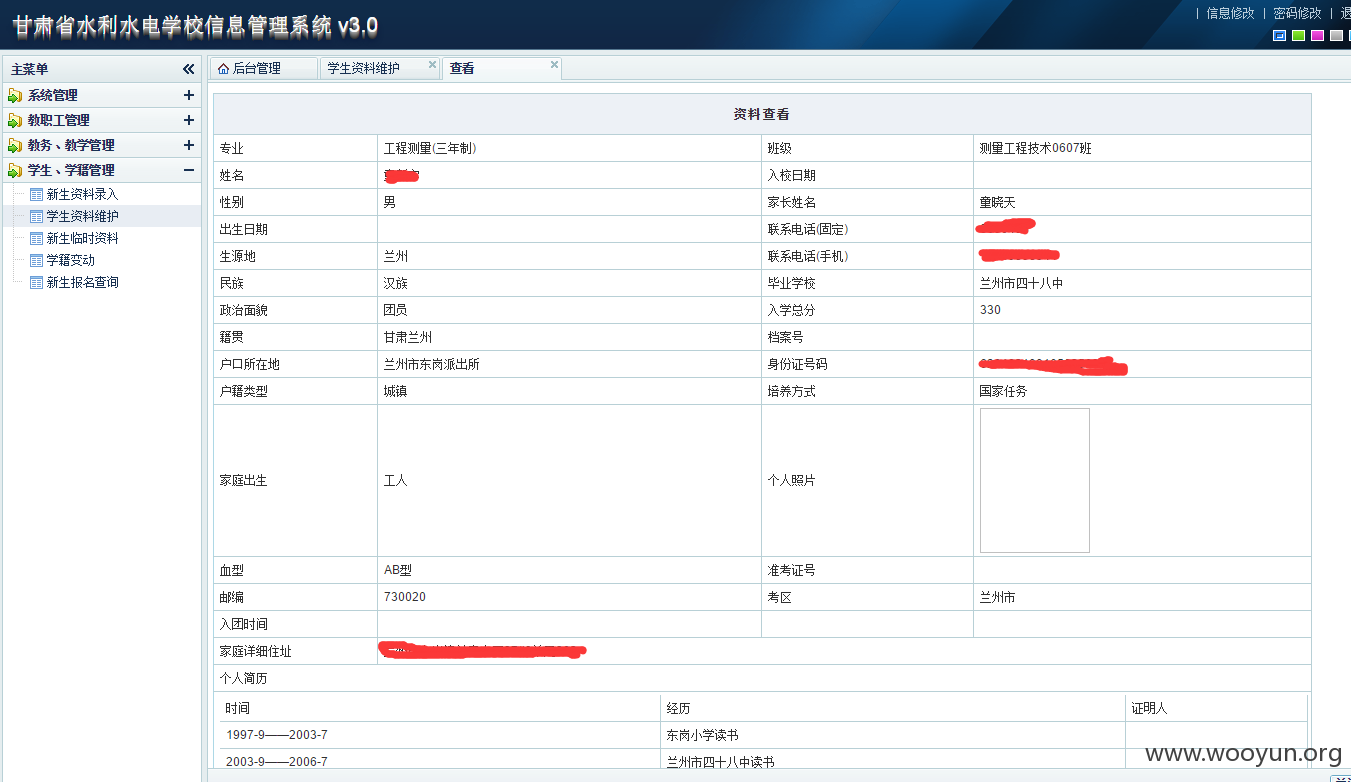 甘肃省水利水电学校信息管理系统 v3.0
| 信息修改 | 密码修改 | 退
主菜单
后台管理 学生资料维护 查看
系统管理
教职工管理
教务、教学管理
学生、学籍管理
新生资料录入
学生资料维护
新生临时资料
学籍变动
新生报名查询
资料查看
专业 工程测量(三年制) 班级 测量工程技术0607班
姓名 入校日期
性别 男 家长姓名 童晓天
出生日期 联系电话(固定)
生源地 兰州 联系电话(手机)
民族 汉族 毕业学校 兰州市四十八中
政治面貌 团员 入学总分 330
籍贯 甘肃兰州 档案号
户口所在地 兰州市东岗派出所 身份证号码
户籍类型 城镇 培养方式 国家任务
家庭出生 工人 个人照片
血型 AB型 准考证号
邮编 730020 考区 兰州市
入团时间
家庭详细住址
个人简历
时间 经历 证明人
1997-9——2003-7 东岗小学读书
2003-9——2006-7 兰州市四十八中读书
www.wooyun.org